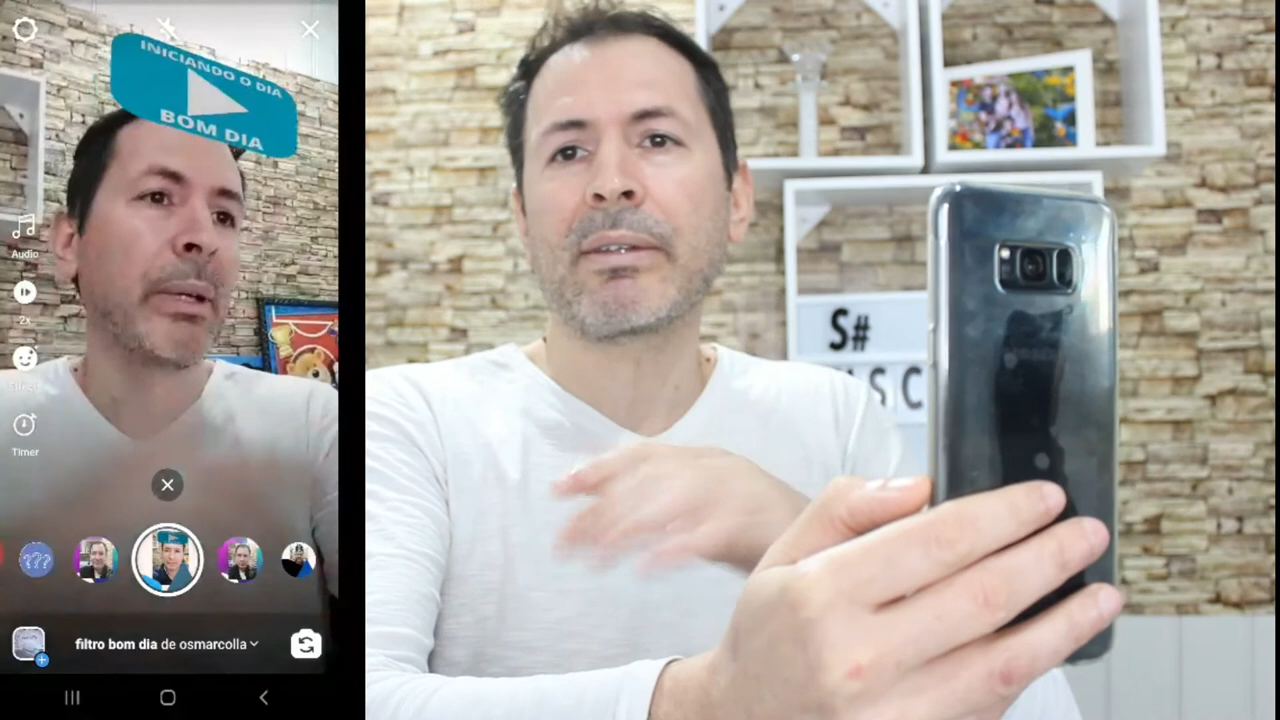 INICIANDO O DIA
BOM DIA
Audio
2x
Timer
???
filtro bom dia de osmarcolla
S#
S C